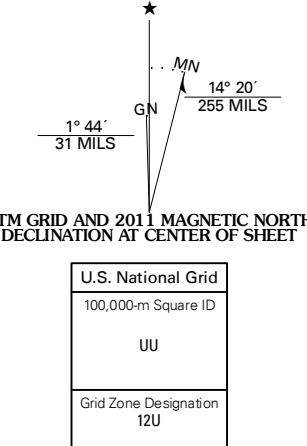 MN
GN
14° 20´
255 MILS
1° 44´
31 MILS
TM GRID AND 2011 MAGNETIC NORTH
DECLINATION AT CENTER OF SHEET
U.S. National Grid
100,000-m Square ID
UU
Grid Zone Designation
12U